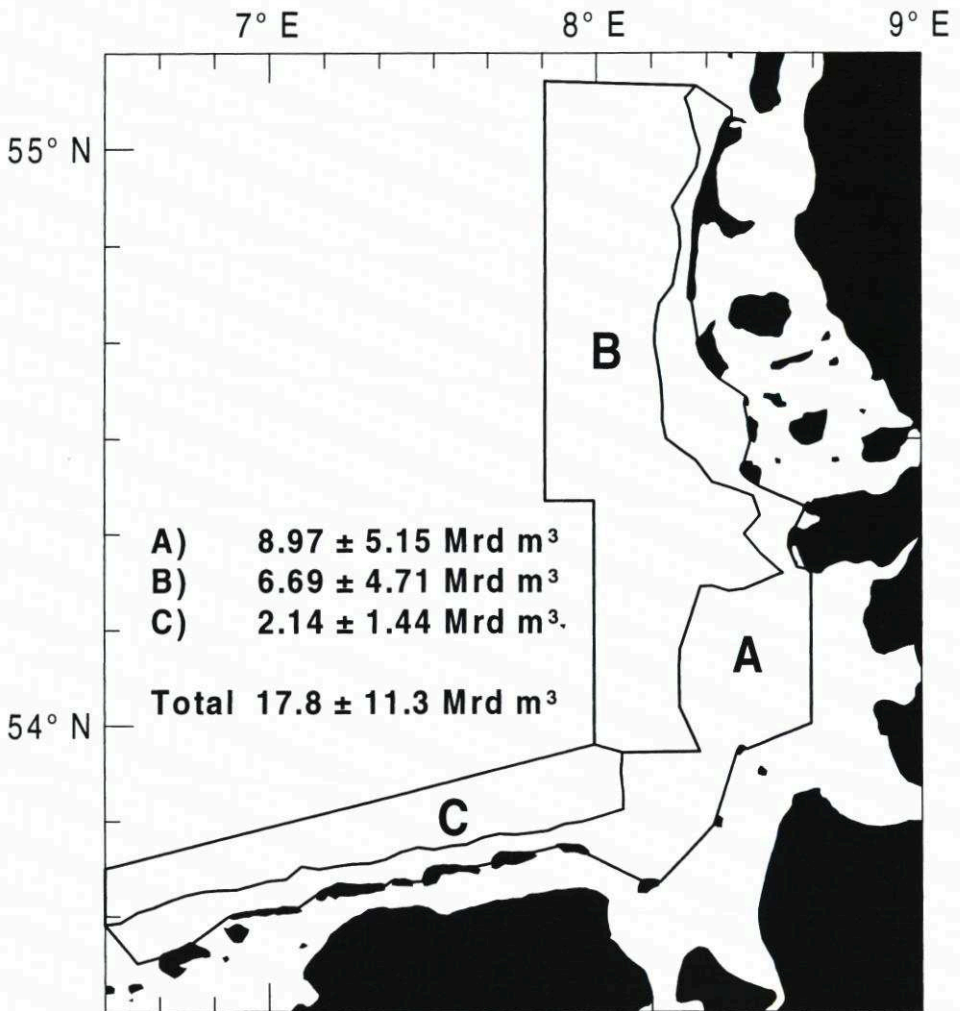 7° E 8° E 9° E
55° N
B
A) 8.97 ± 5.15 Mrd m³
B) 6.69 ± 4.71 Mrd m³
C) 2.14 ± 1.44 Mrd m³
A
Total 17.8 ± 11.3 Mrd m³
54° N
C